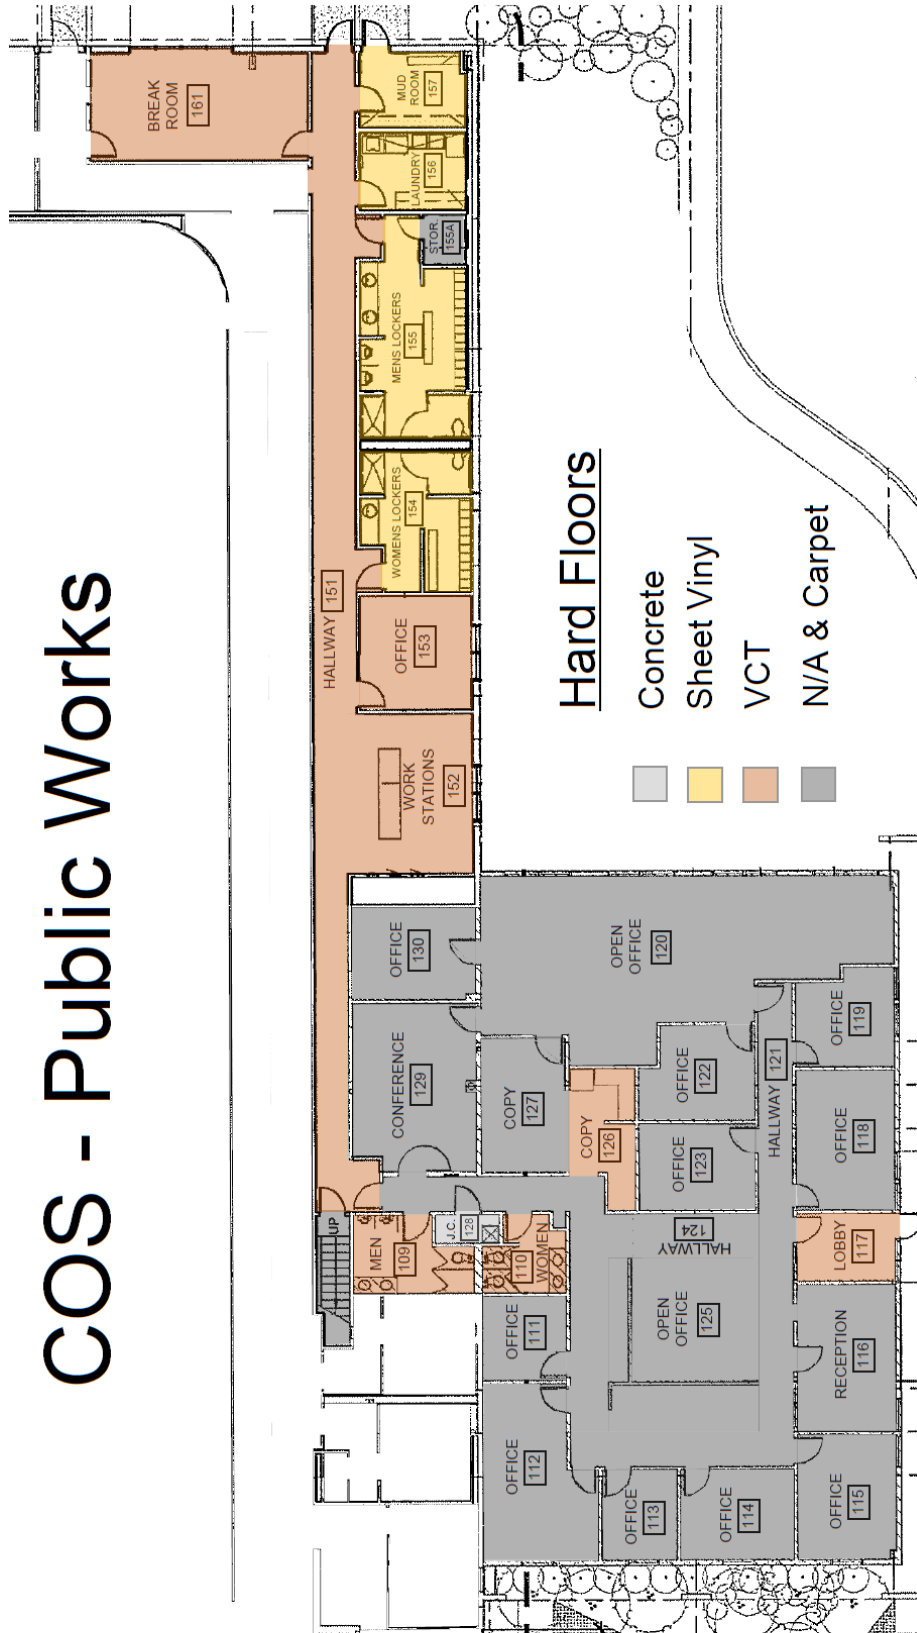 COS - Public Works
BREAK
ROOM
161
MUD
ROOM
157
LAUNDRY
156
STOR.
155A
MENS LOCKERS
155
WOMENS LOCKERS
154
HALLWAY 151
OFFICE
153
WORK
STATIONS
152
Hard Floors
Concrete
Sheet Vinyl
VCT
N/A & Carpet
OFFICE
130
CONFERENCE
129
OPEN
OFFICE
120
COPY
127
COPY
126
OFFICE
122
OFFICE
123
HALLWAY 121
OFFICE
119
OFFICE
118
LOBBY
117
HALLWAY
124
UP
MEN
109
J.C.
128
110
WOMEN
OFFICE
111
OPEN
OFFICE
125
RECEPTION
116
OFFICE
112
OFFICE
113
OFFICE
114
OFFICE
115